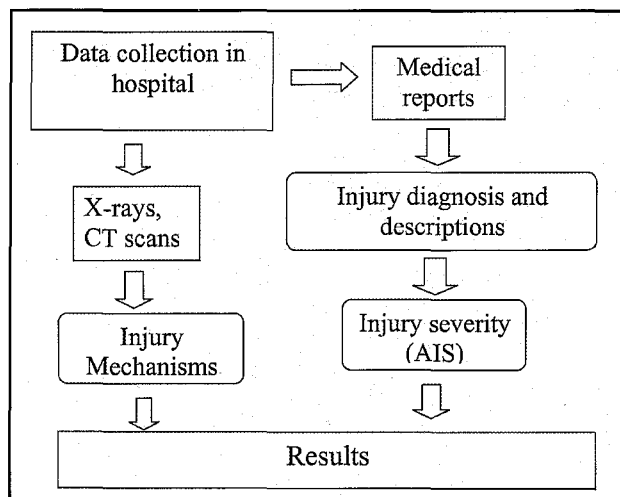 Data collection in
hospital
Medical
reports
X-rays,
CT scans
Injury diagnosis and
descriptions
Injury
Mechanisms
Injury severity
(AIS)
Results